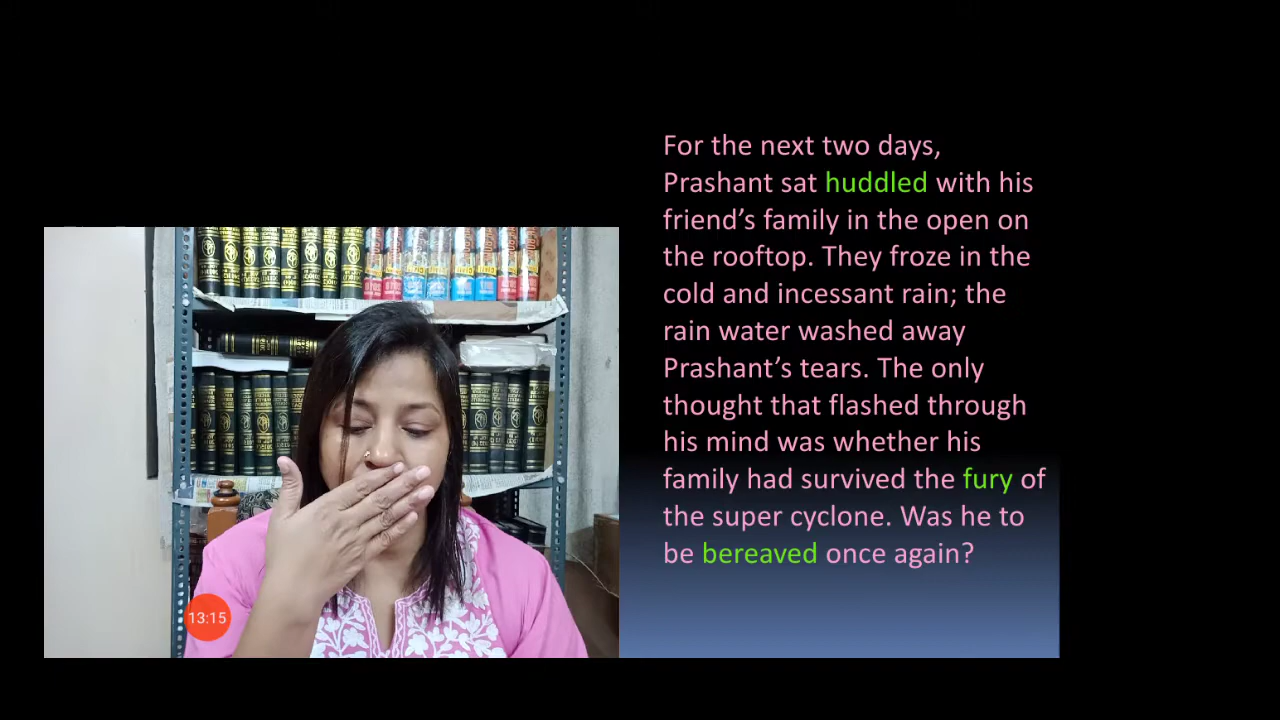 For the next two days,
Prashant sat huddled with his
friend’s family in the open on
the rooftop. They froze in the
cold and incessant rain; the
rain water washed away
Prashant’s tears. The only
thought that flashed through
his mind was whether his
family had survived the fury of
the super cyclone. Was he to
be bereaved once again?
13:15